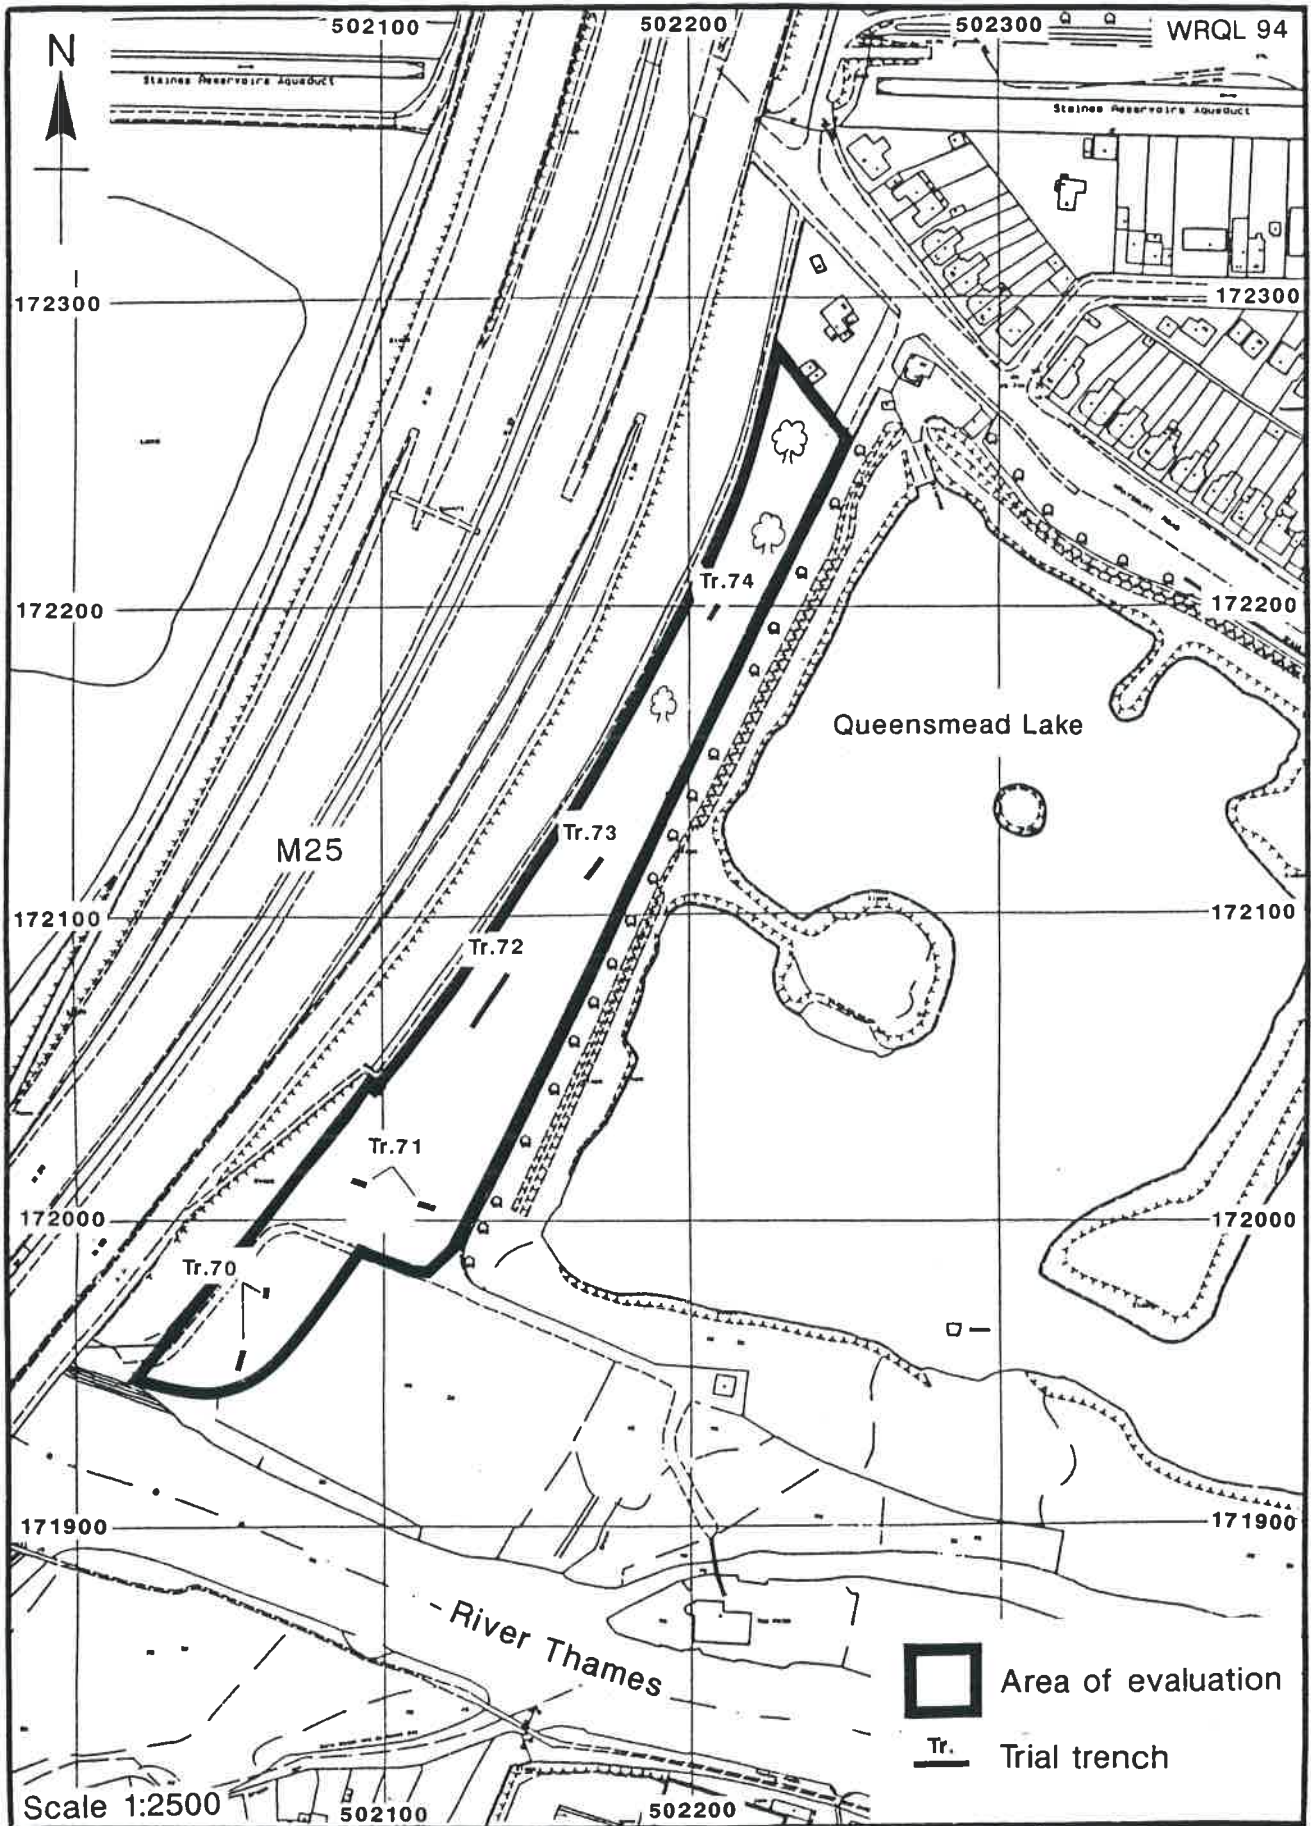 502100
502200
502300
WRQL 94
N
Staines Reservoirs Aqueduct
Staines Reservoirs Aqueduct
172300
172300
Tr.74
172200
172200
Queensmead Lake
Tr.73
M25
172100
172100
Tr.72
Tr.71
172000
172000
Tr.70
171900
171900
River Thames
Area of evaluation
Tr.
Trial trench
Scale 1:2500
502100
502200